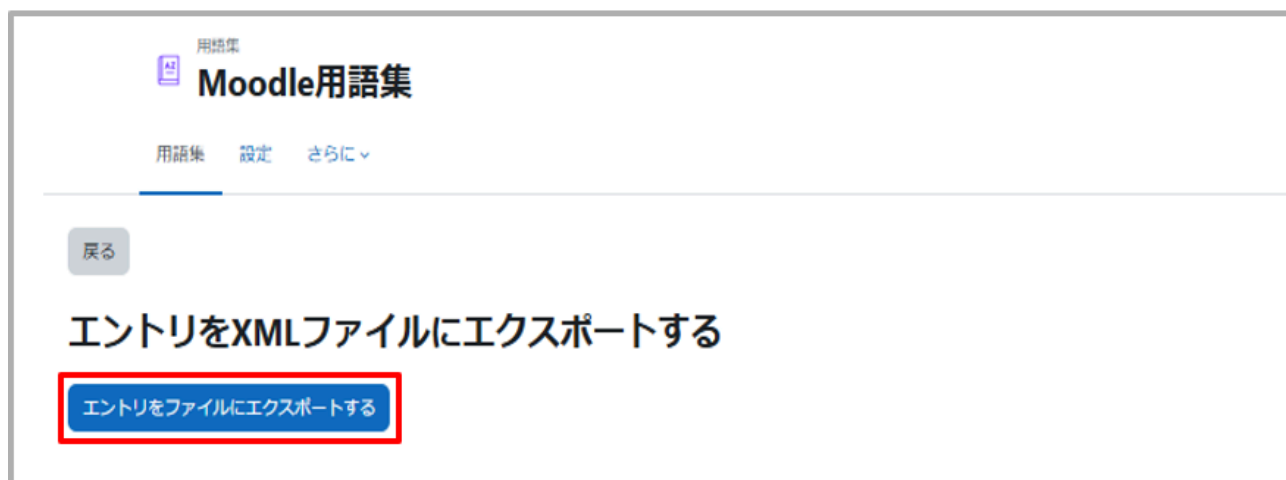 用語集
Moodle用語集
用語集 設定 さらに
戻る
エントリをXMLファイルにエクスポートする
エントリをファイルにエクスポートする